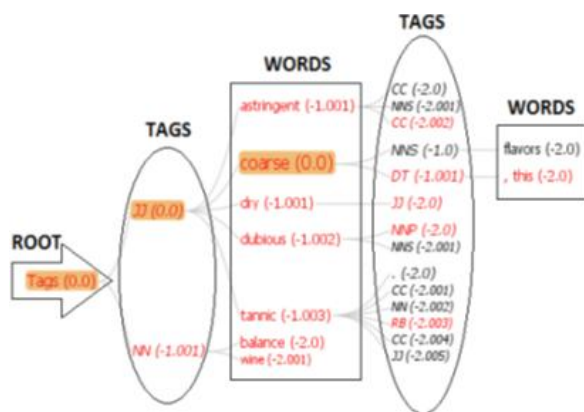 TAGS
WORDS
CC (-2.0)
astringent (-1.001)
NNS (-2.001)
CC (-2.002)
WORDS
TAGS
coarse (0.0)
NNS (-1.0)
flavors (-2.0)
DT (-1.001)
, this (-2.0)
JJ (0.0)
dry (-1.001)
JJ (-2.0)
ROOT
dubious (-1.002)
NNP (-2.0)
NNS (-2.001)
Tags (0.0)
. (-2.0)
CC (-2.001)
tannic (-1.003)
NN (-2.002)
RB (-2.003)
NN (-1.001)
balance (-2.0)
CC (-2.004)
wine (-2.001)
JJ (-2.005)